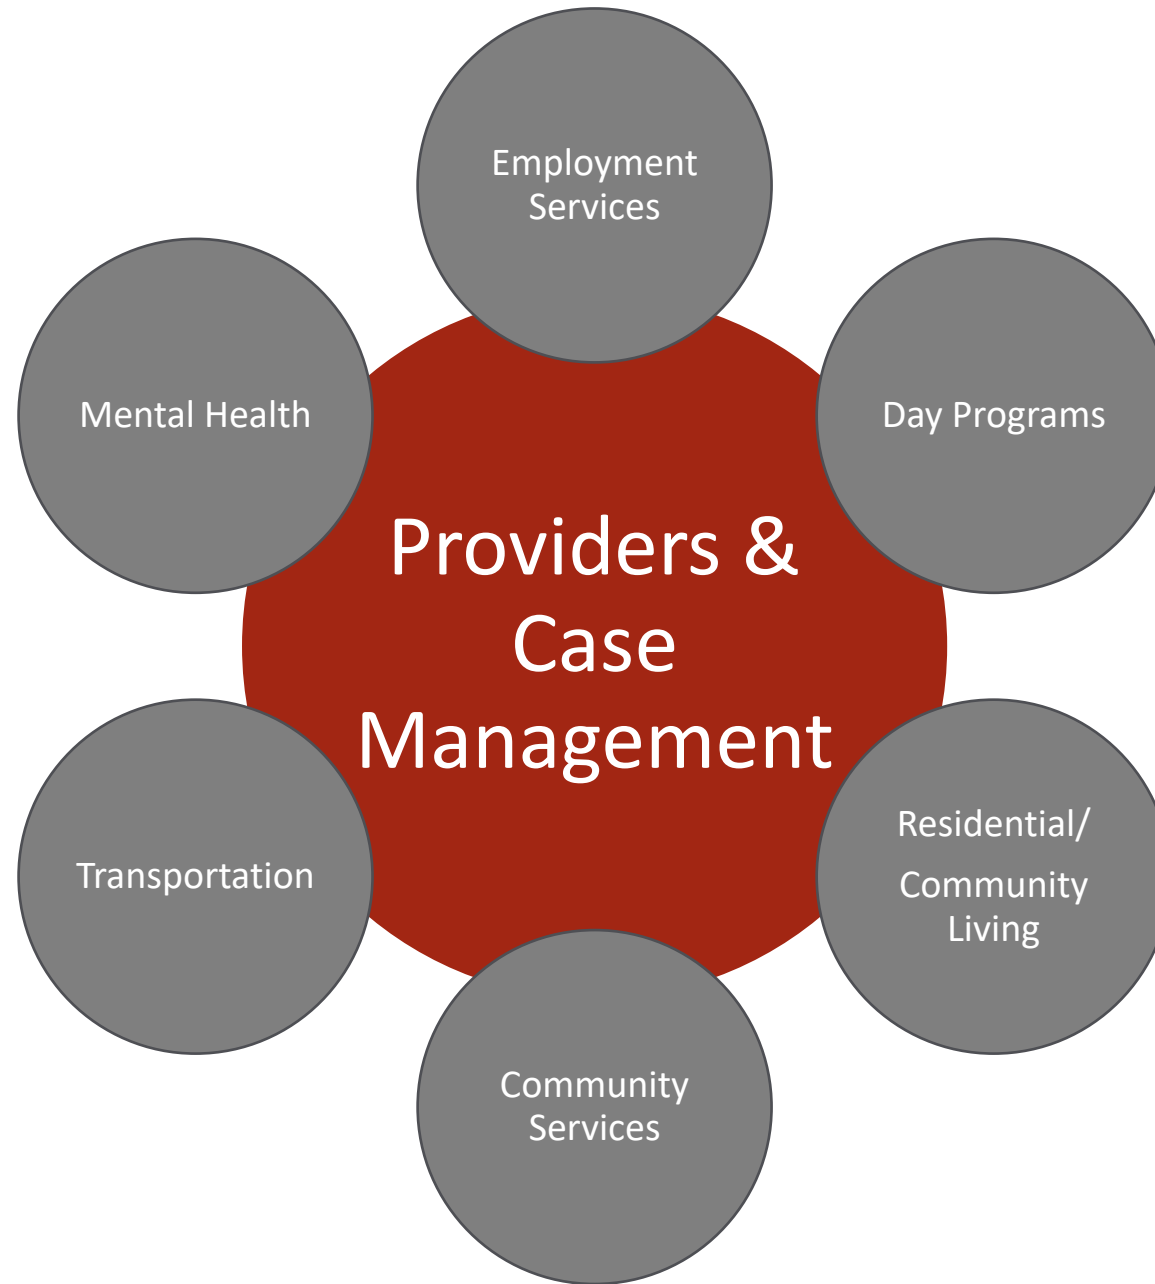 Employment
Services
Mental Health
Day Programs
Providers &
Case
Management
Transportation
Residential/
Community
Living
Community
Services